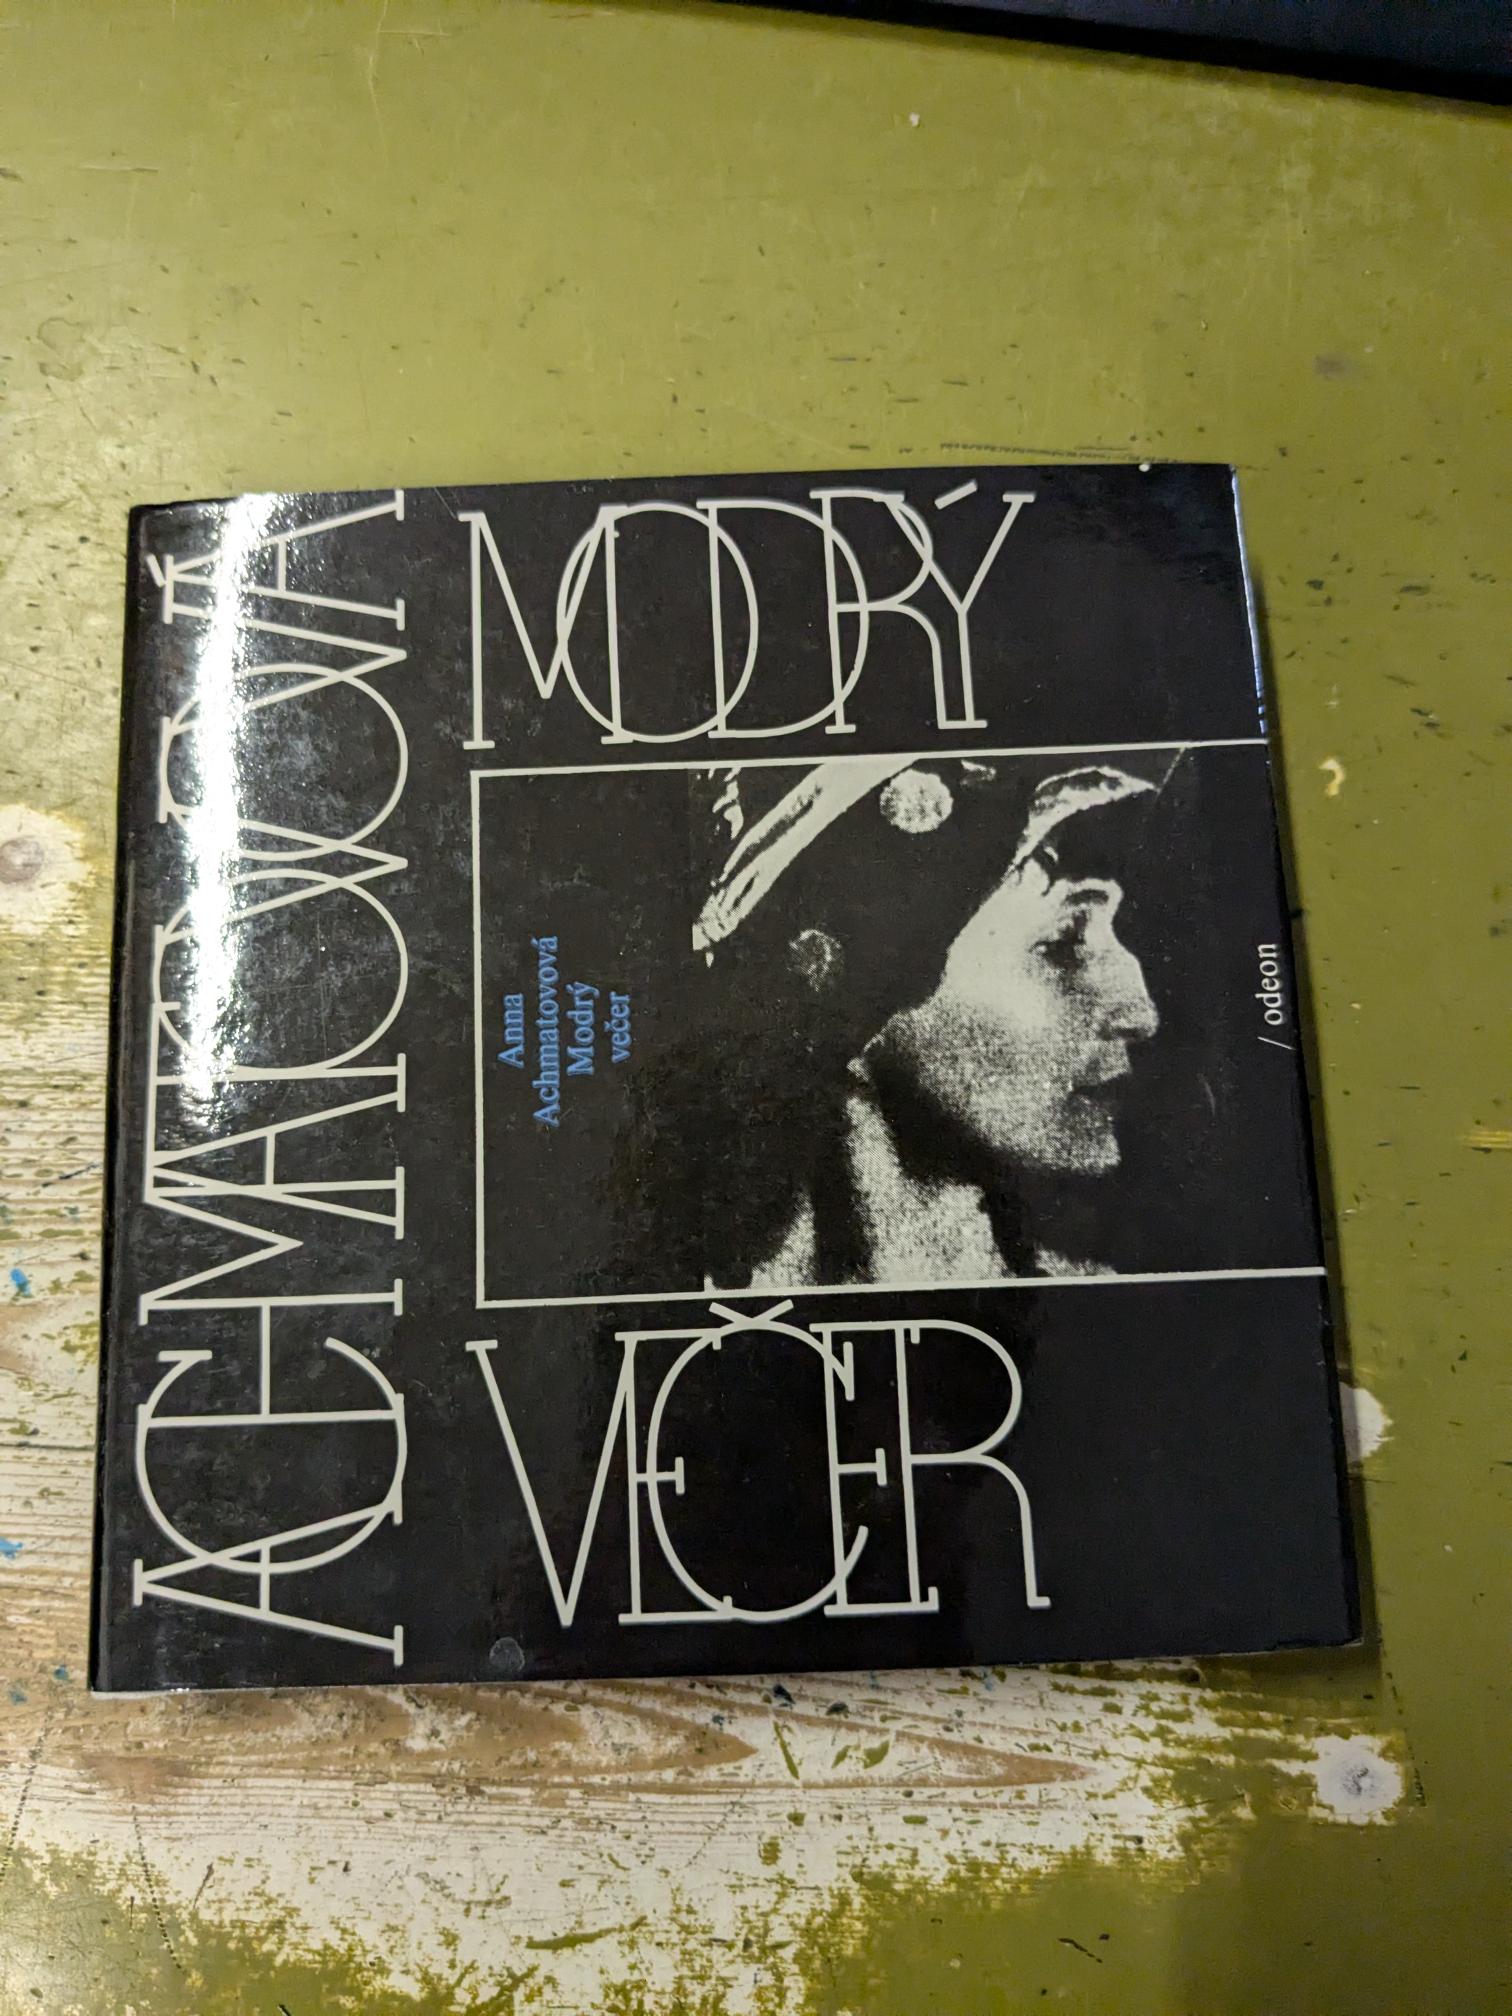 ACHMATOVOVÁ
MODRÝ
VEČER
Anna
Achmatovová
Modrý
večer
/ odeon